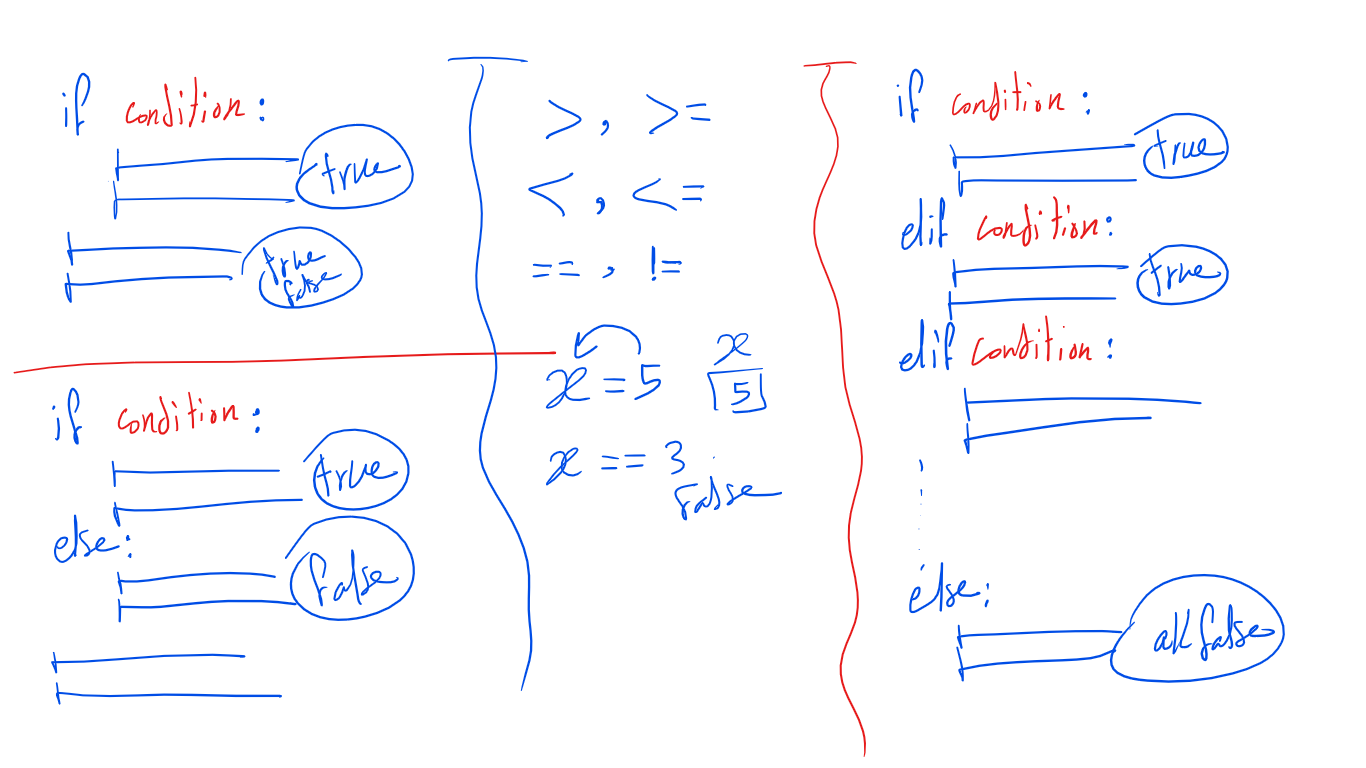 if condition:
true
true
false
if condition:
true
else:
false
>, >=
<, <=
==, !=
x = 5
x
5
x == 3
False
if condition:
true
elif condition:
true
elif condition:
else:
all false